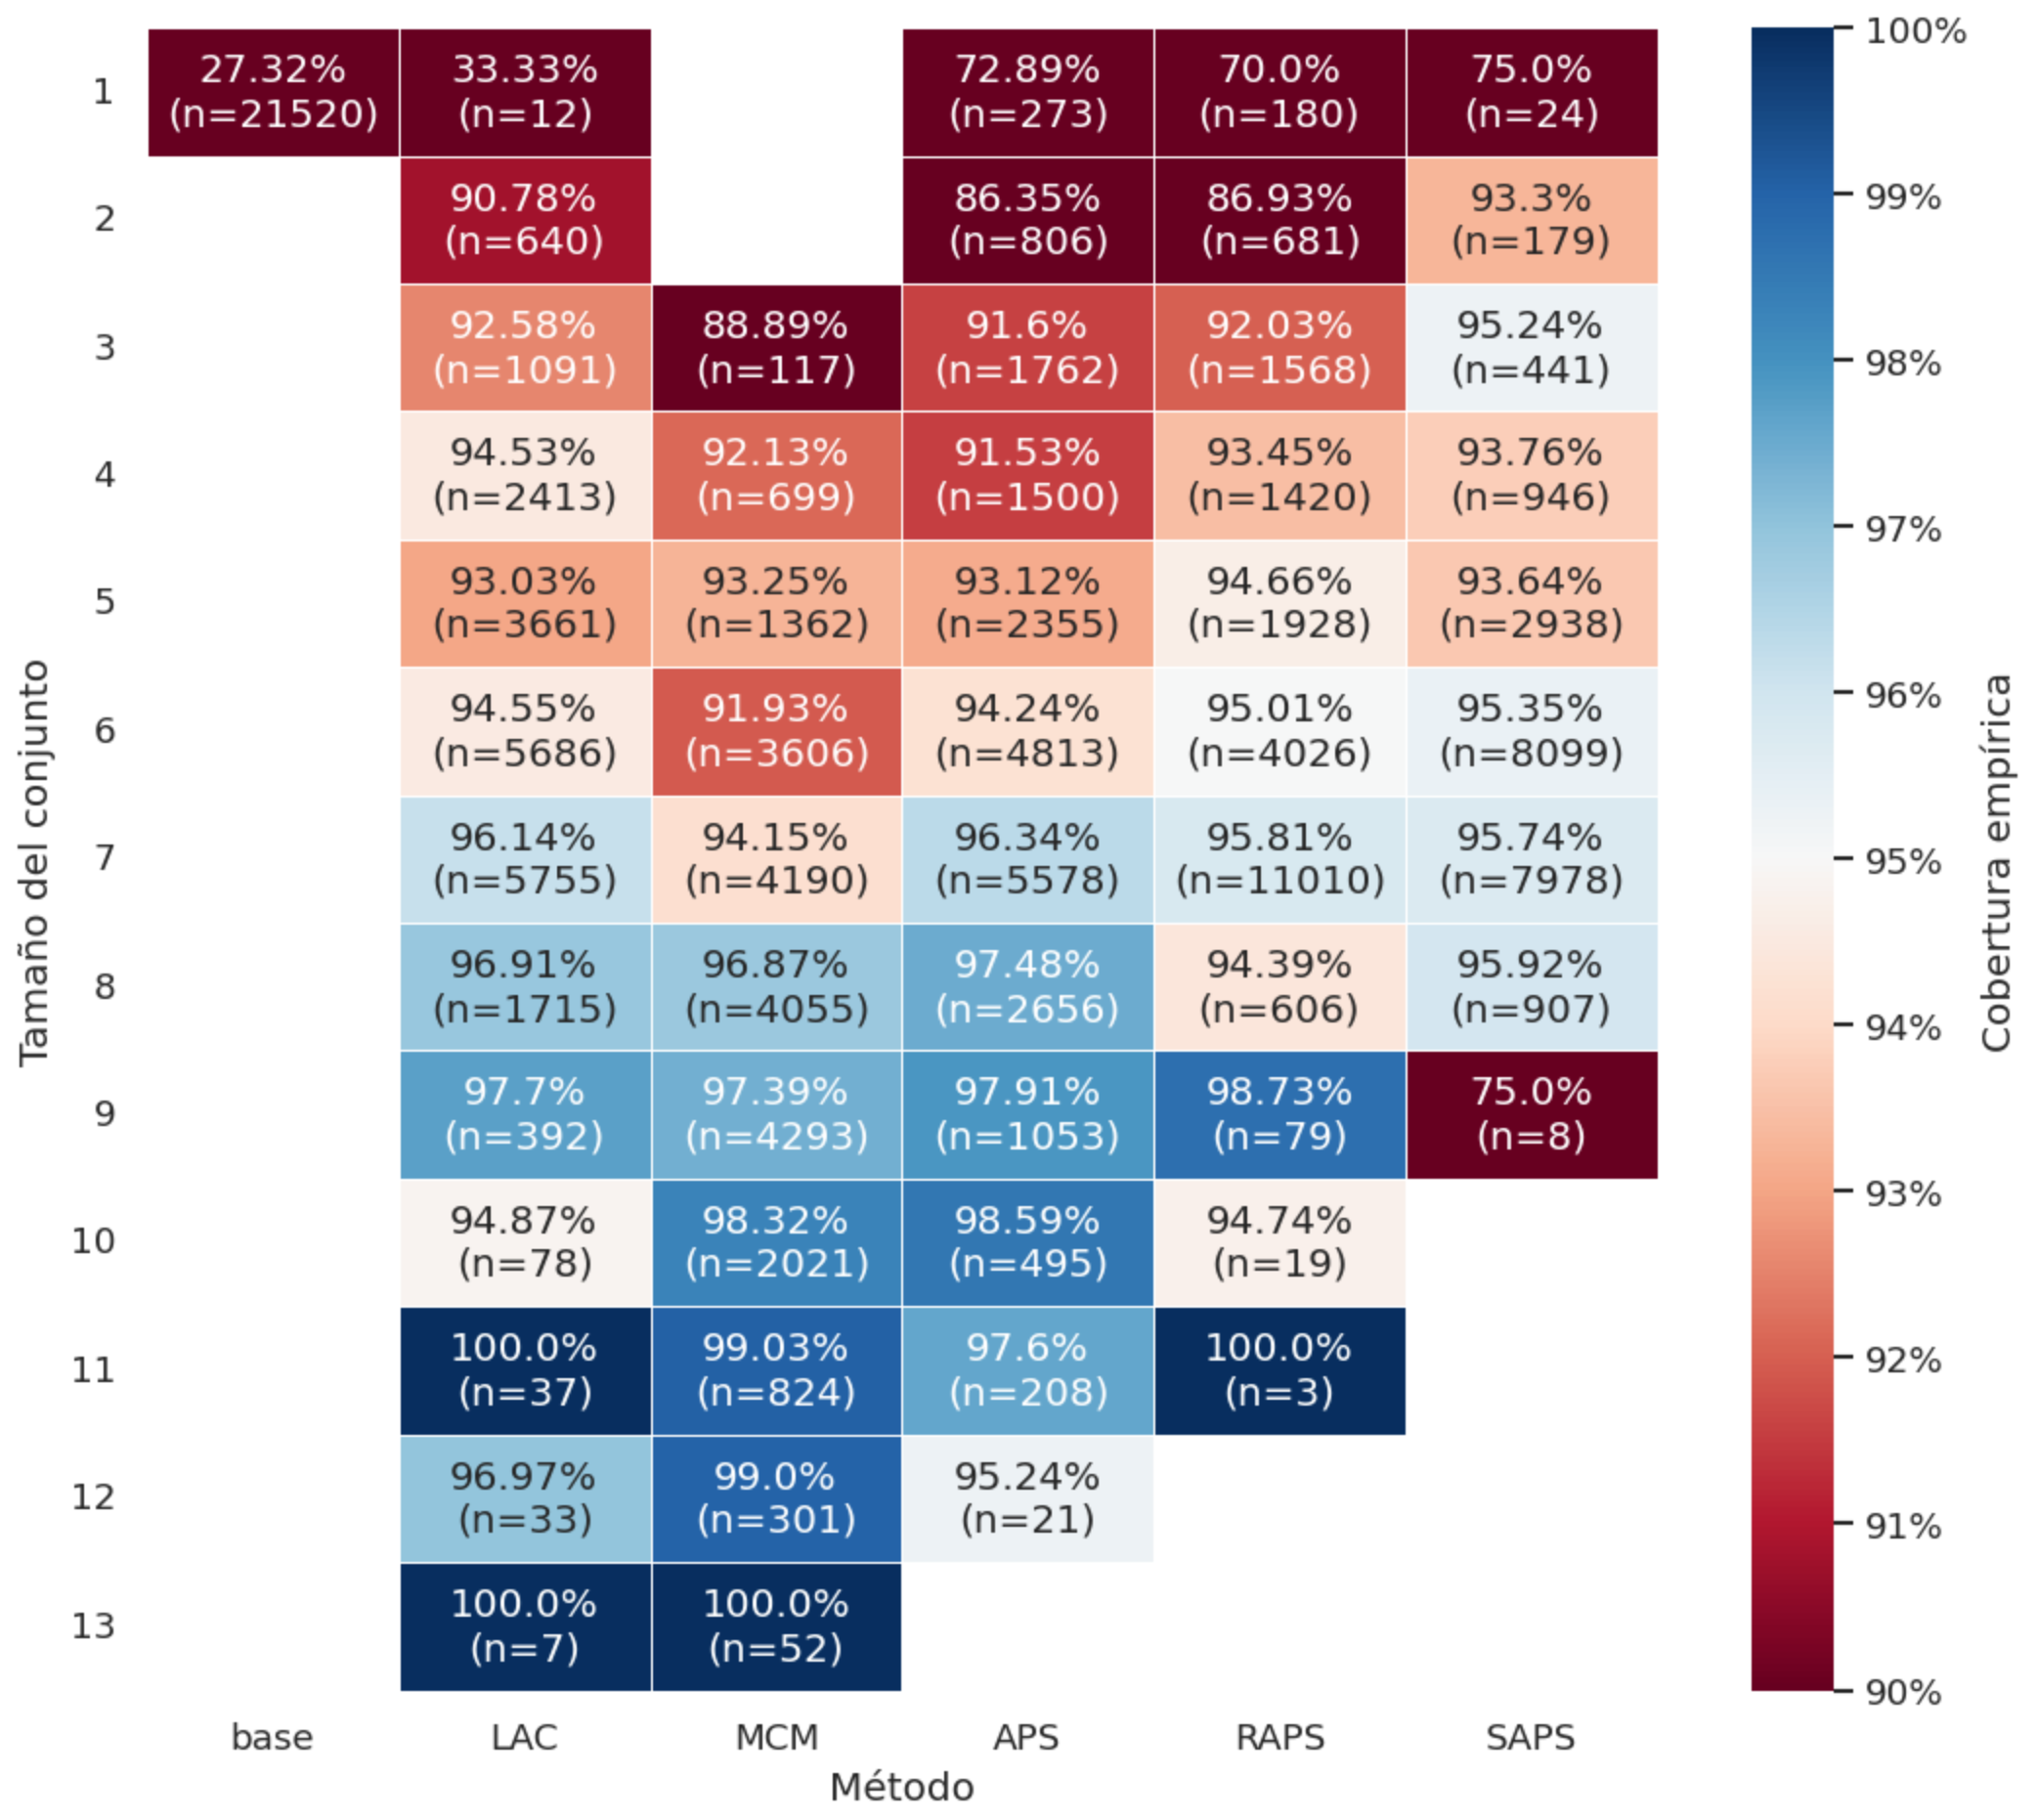 1
27.32%
(n=21520)
33.33%
(n=12)
72.89%
(n=273)
70.0%
(n=180)
75.0%
(n=24)
2
90.78%
(n=640)
86.35%
(n=806)
86.93%
(n=681)
93.3%
(n=179)
3
92.58%
(n=1091)
88.89%
(n=117)
91.6%
(n=1762)
92.03%
(n=1568)
95.24%
(n=441)
4
94.53%
(n=2413)
92.13%
(n=699)
91.53%
(n=1500)
93.45%
(n=1420)
93.76%
(n=946)
5
93.03%
(n=3661)
93.25%
(n=1362)
93.12%
(n=2355)
94.66%
(n=1928)
93.64%
(n=2938)
6
94.55%
(n=5686)
91.93%
(n=3606)
94.24%
(n=4813)
95.01%
(n=4026)
95.35%
(n=8099)
7
96.14%
(n=5755)
94.15%
(n=4190)
96.34%
(n=5578)
95.81%
(n=11010)
95.74%
(n=7978)
8
96.91%
(n=1715)
96.87%
(n=4055)
97.48%
(n=2656)
94.39%
(n=606)
95.92%
(n=907)
9
97.7%
(n=392)
97.39%
(n=4293)
97.91%
(n=1053)
98.73%
(n=79)
75.0%
(n=8)
10
94.87%
(n=78)
98.32%
(n=2021)
98.59%
(n=495)
94.74%
(n=19)
11
100.0%
(n=37)
99.03%
(n=824)
97.6%
(n=208)
100.0%
(n=3)
12
96.97%
(n=33)
99.0%
(n=301)
95.24%
(n=21)
13
100.0%
(n=7)
100.0%
(n=52)
Tamaño del conjunto
base
LAC
MCM
APS
RAPS
SAPS
Método
100%
99%
98%
97%
96%
95%
94%
93%
92%
91%
90%
Cobertura empírica